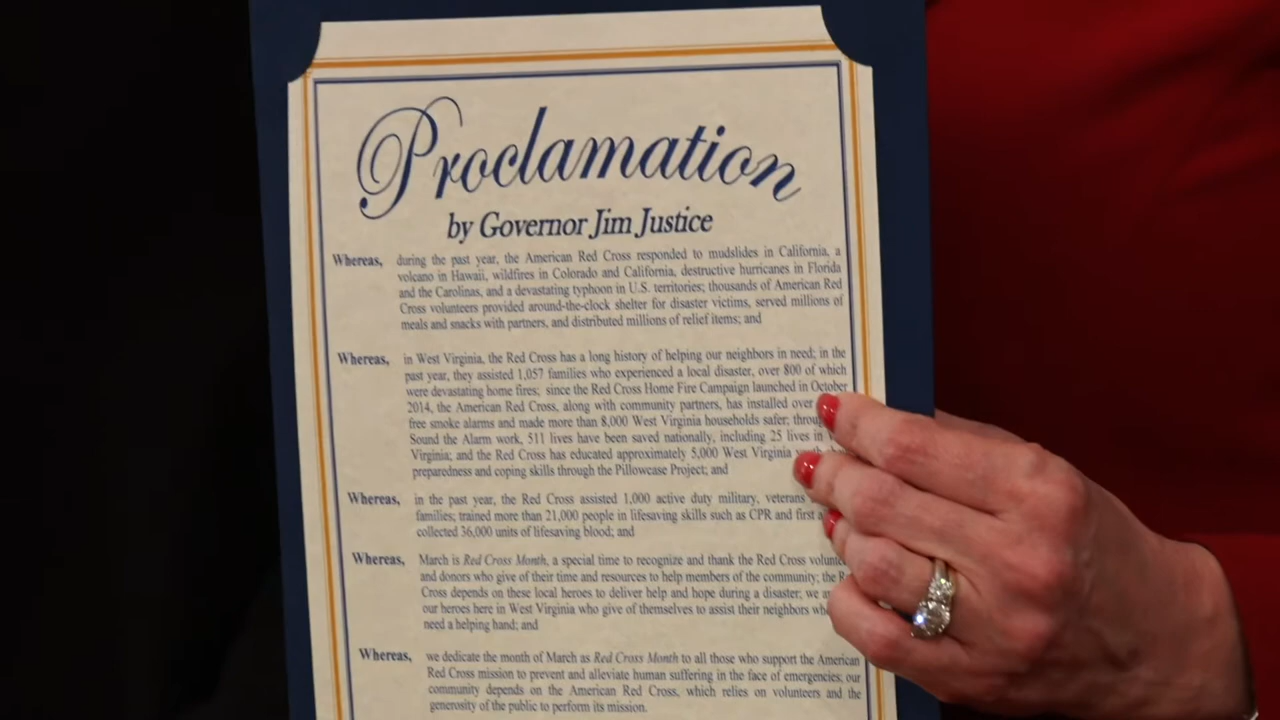 Proclamation
by Governor Jim Justice
Whereas, during the past year, the American Red Cross responded to mudslides in California, a
volcano in Hawaii, wildfires in Colorado and California, destructive hurricanes in Florida
and the Carolinas, and a devastating typhoon in U.S. territories; thousands of American Red
Cross volunteers provided around-the-clock shelter for disaster victims, served millions of
meals and snacks with partners, and distributed millions of relief items; and
Whereas, in West Virginia, the Red Cross has a long history of helping our neighbors in need; in the
past year, they assisted 1,057 families who experienced a local disaster, over 800 of which
were devastating home fires; since the Red Cross Home Fire Campaign launched in October
2014, the American Red Cross, along with community partners, has installed over
free smoke alarms and made more than 8,000 West Virginia households safer;
Sound the Alarm work, 511 lives have been saved nationally, including 25 lives in
Virginia; and the Red Cross has educated approximately 5,000 West Virginia
preparedness and coping skills through the Pillowcase Project; and
Whereas, in the past year, the Red Cross assisted 1,000 active duty military, veterans
families; trained more than 21,000 people in lifesaving skills such as CPR and first
collected 36,000 units of lifesaving blood; and
Whereas, March is Red Cross Month, a special time to recognize and thank the Red Cross
and donors who give of their time and resources to help members of the community; the
Cross depends on these local heroes to deliver help and hope during a disaster; we
our heroes here in West Virginia who give of themselves to assist their neighbors
need a helping hand; and
Whereas, we dedicate the month of March as Red Cross Month to all those who support the American
Red Cross mission to prevent and alleviate human suffering in the face of emergencies; our
community depends on the American Red Cross, which relies on volunteers and the
generosity of the public to perform its mission.